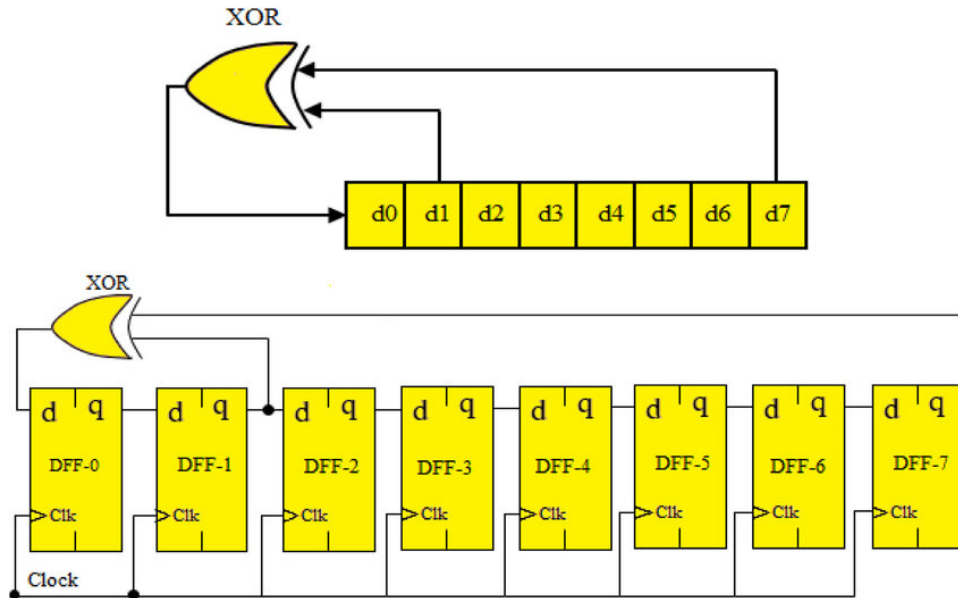 XOR
d0 d1 d2 d3 d4 d5 d6 d7
XOR
d q d q d q d q d q d q d q d q
DFF-0 DFF-1 DFF-2 DFF-3 DFF-4 DFF-5 DFF-6 DFF-7
Clk Clk Clk Clk Clk Clk Clk Clk
Clock